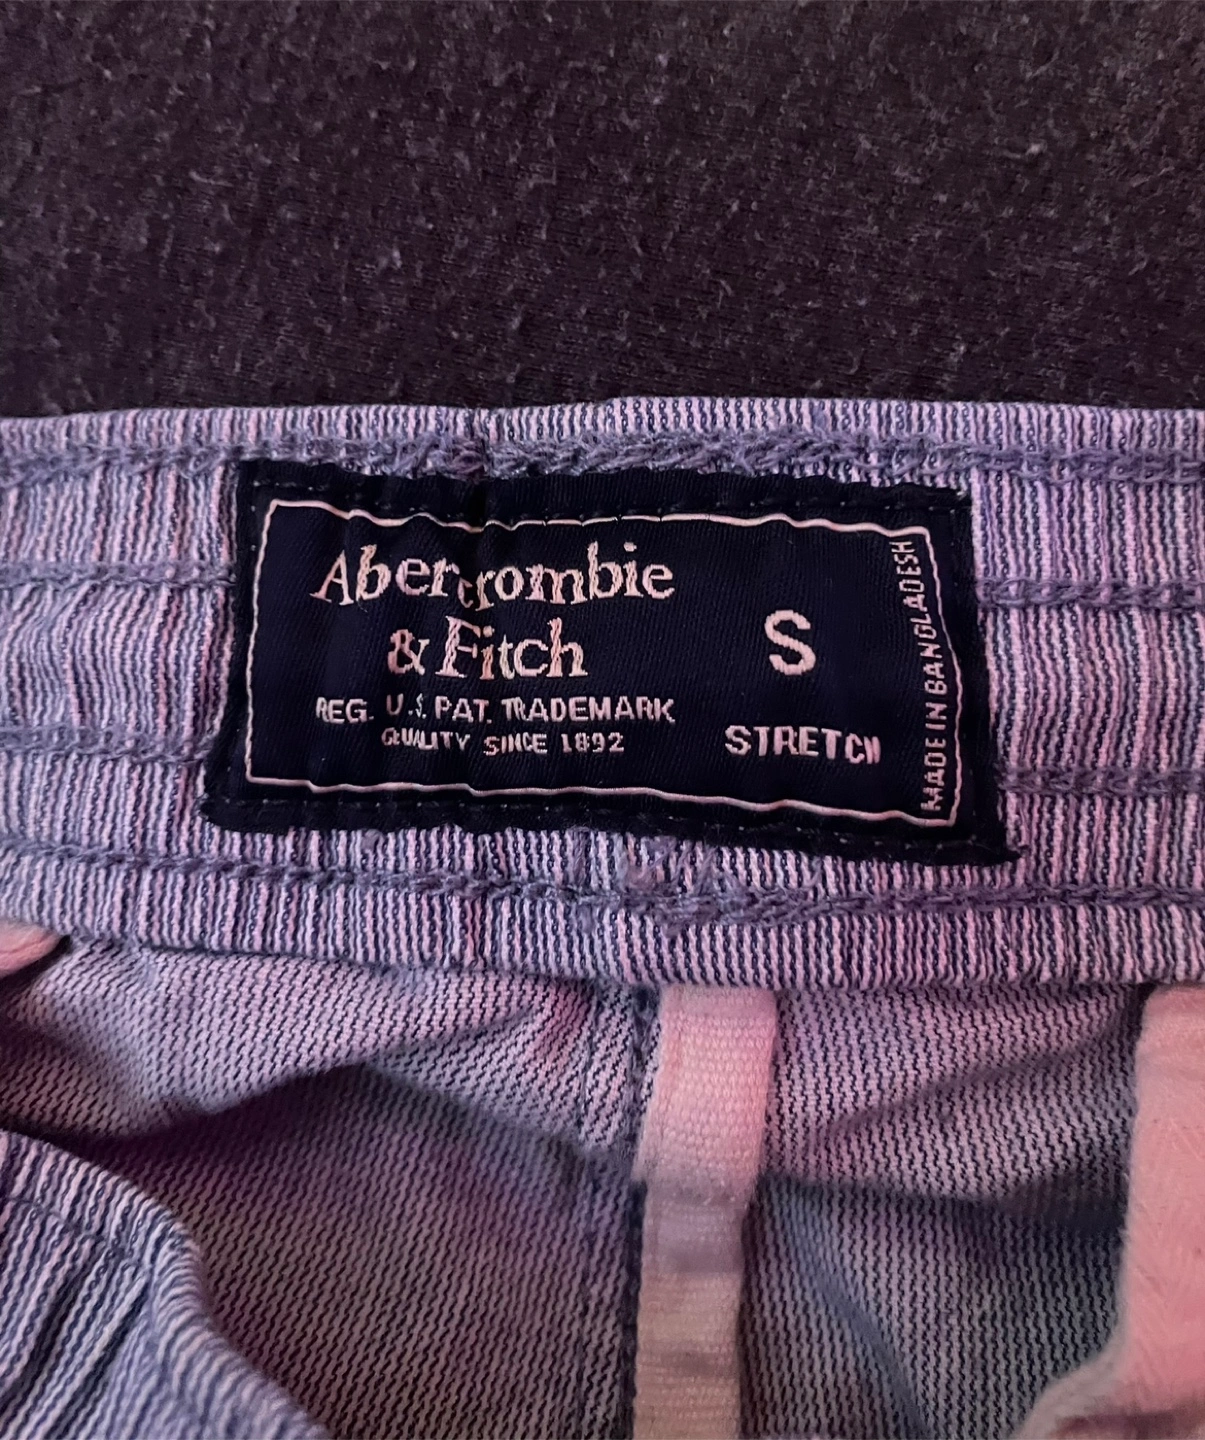 Abercrombie
& Fitch
REG. U.S. PAT. TRADEMARK
QUALITY SINCE 1892
S
STRETCH
MADE IN BANGLADESH